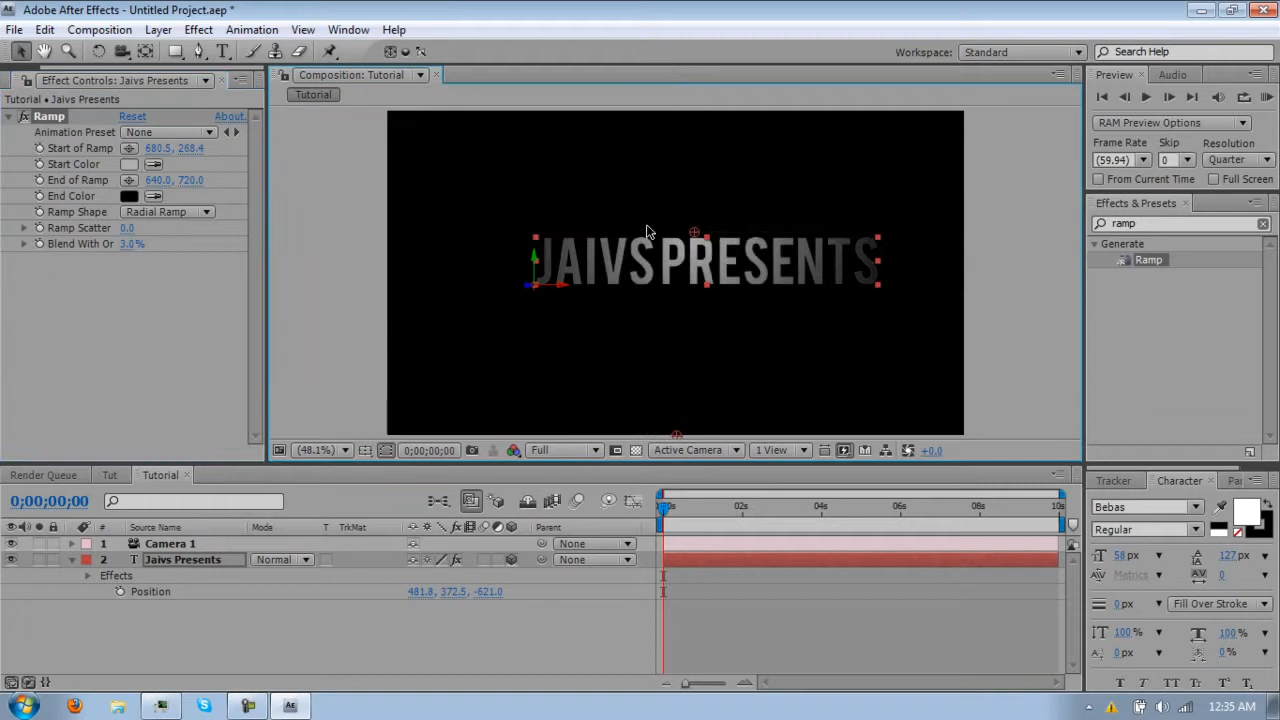 Adobe After Effects - Untitled Project.aep *
File Edit Composition Layer Effect Animation View Window Help
Workspace: Standard Search Help
Effect Controls: Jaivs Presents
Tutorial • Jaivs Presents
Ramp Reset About.
Animation Preset None
Start of Ramp 680.5, 268.4
Start Color
End of Ramp 640.0, 720.0
End Color
Ramp Shape Radial Ramp
Ramp Scatter 0.0
Blend With Or 3.0%
Composition: Tutorial
Tutorial
JAIVS PRESENTS
(48.1%) 0;00;00;00 Full Active Camera 1 View +0.0
Preview Audio
RAM Preview Options
Frame Rate Skip Resolution
(59.94) 0 Quarter
From Current Time Full Screen
Effects & Presets
ramp
Generate
Ramp
Render Queue Tut Tutorial
0;00;00;00
# Source Name Mode T TrkMat Parent
02s 04s 06s 08s 10s
1 Camera 1 None
2 T Jaivs Presents Normal None
Effects
Position 481.8, 372.5, -621.0
Tracker Character
Bebas
Regular
58 px 127 px
Metrics 0
0 px Fill Over Stroke
100 % 100 %
0 px 0 %
T T TT Tt T T
12:35 AM